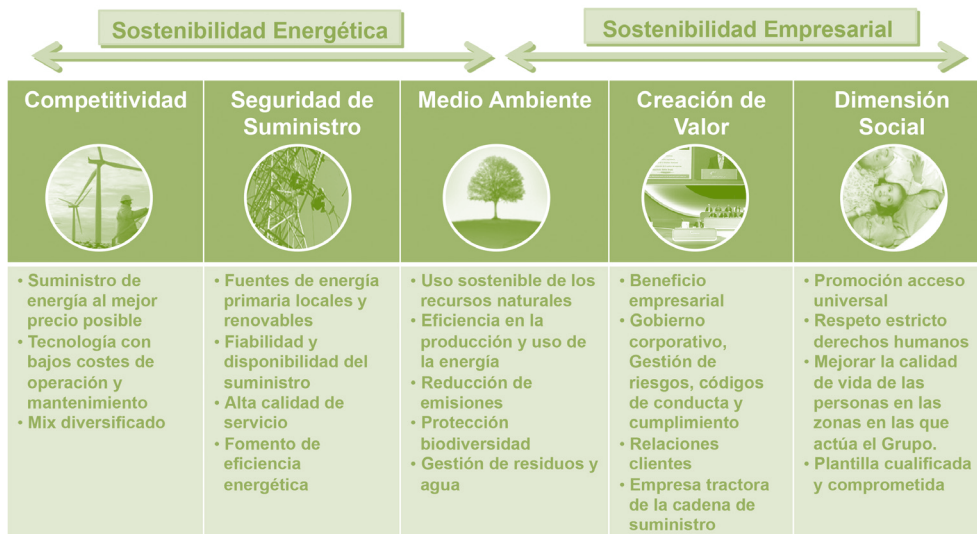 Sostenibilidad Energética
Sostenibilidad Empresarial
Competitividad
Seguridad de
Suministro
Medio Ambiente
Creación de
Valor
Dimensión
Social
• Suministro de
energía al mejor
precio posible
• Tecnología con
bajos costes de
operación y
mantenimiento
• Mix diversificado
• Fuentes de energía
primaria locales y
renovables
• Fiabilidad y
disponibilidad del
suministro
• Alta calidad de
servicio
• Fomento de
eficiencia
energética
• Uso sostenible de los
recursos naturales
• Eficiencia en la
producción y uso de
la energía
• Reducción de
emisiones
• Protección
biodiversidad
• Gestión de residuos y
agua
• Beneficio
empresarial
• Gobierno
corporativo,
Gestión de
riesgos, códigos
de conducta y
cumplimiento
• Relaciones
clientes
• Empresa tractora
de la cadena de
suministro
• Promoción acceso
universal
• Respeto estricto
derechos humanos
• Mejorar la calidad
de vida de las
personas en las
zonas en las que
actúa el Grupo.
• Plantilla cualificada
y comprometida